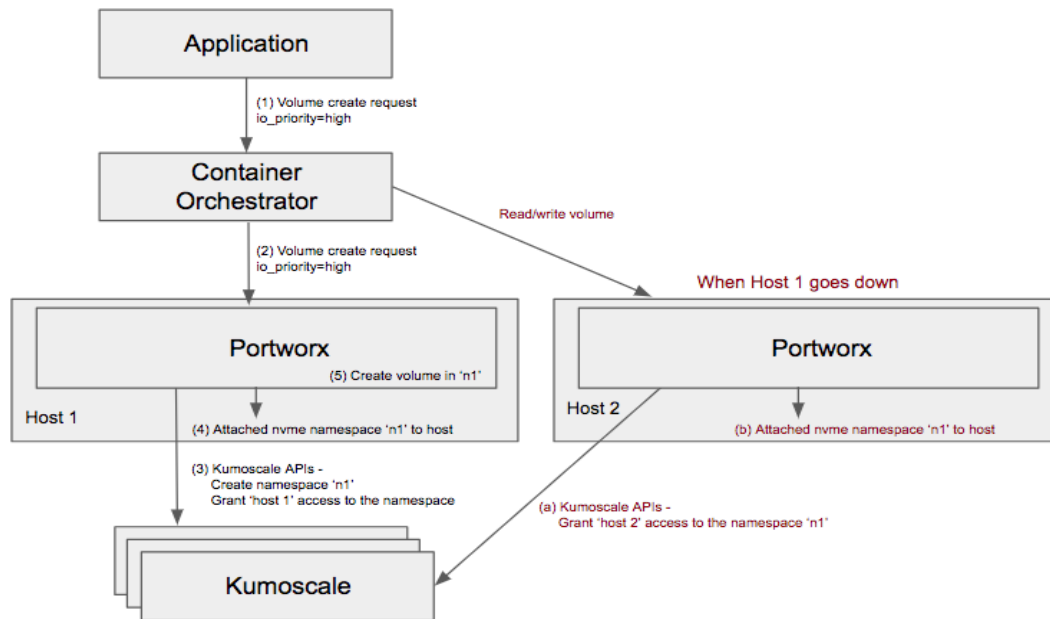 Application
(1) Volume create request
io_priority=high
Container
Orchestrator
Read/write volume
(2) Volume create request
io_priority=high
When Host 1 goes down
Portworx
(5) Create volume in ‘n1’
Host 1
(4) Attached nvme namespace ‘n1’ to host
Portworx
Host 2
(b) Attached nvme namespace ‘n1’ to host
(3) Kumoscale APIs -
Create namespace ‘n1’
Grant ‘host 1’ access to the namespace
(a) Kumoscale APIs -
Grant ‘host 2’ access to the namespace ‘n1’
Kumoscale